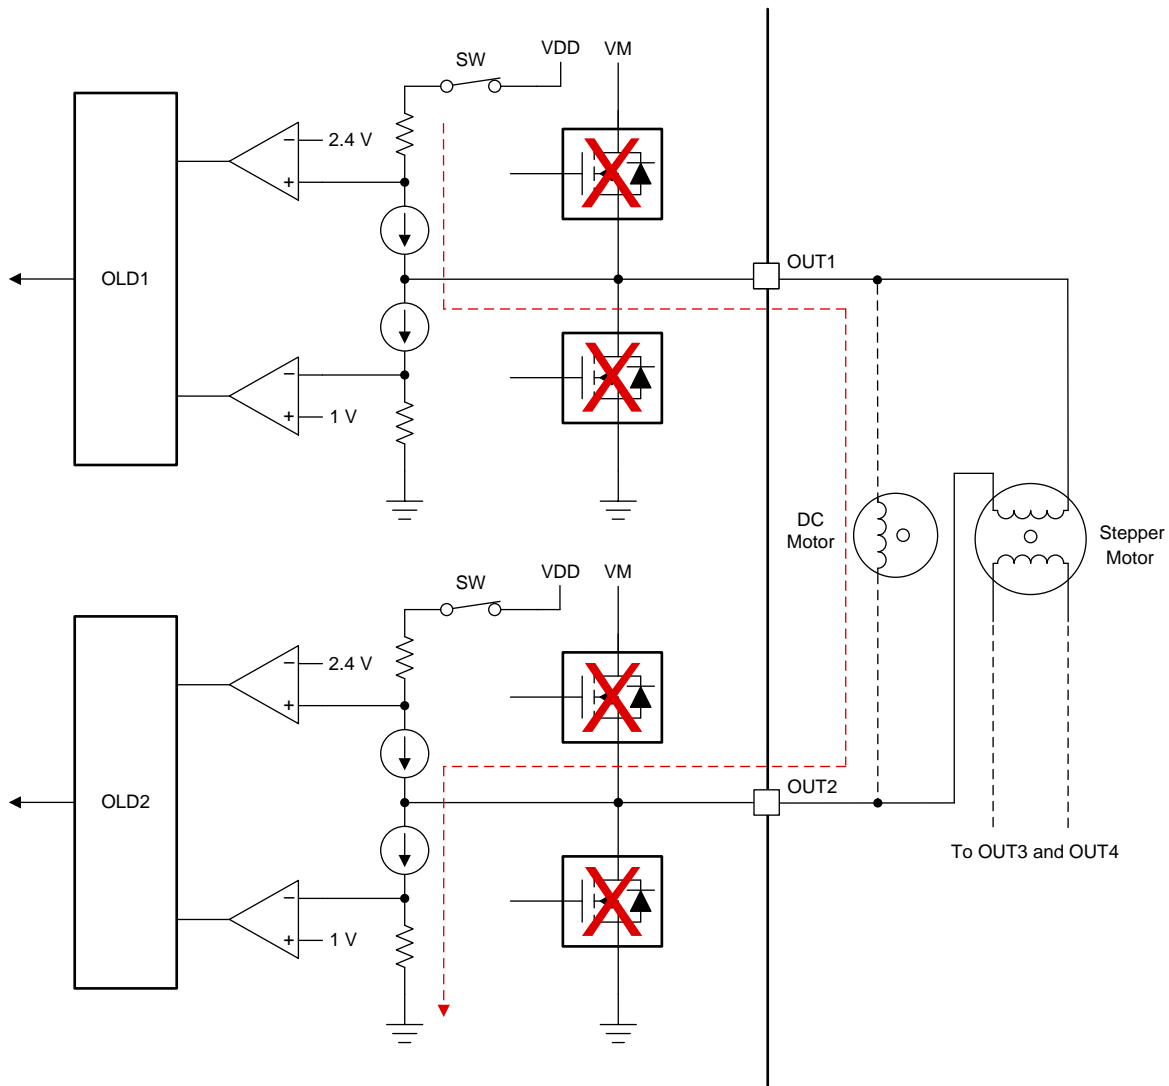 SW
VDD
VM
−
2.4 V
+
OLD1
OUT1
−
+
1 V
DC
Motor
Stepper
Motor
SW
VDD
VM
−
2.4 V
+
OLD2
OUT2
To OUT3 and OUT4
−
+
1 V